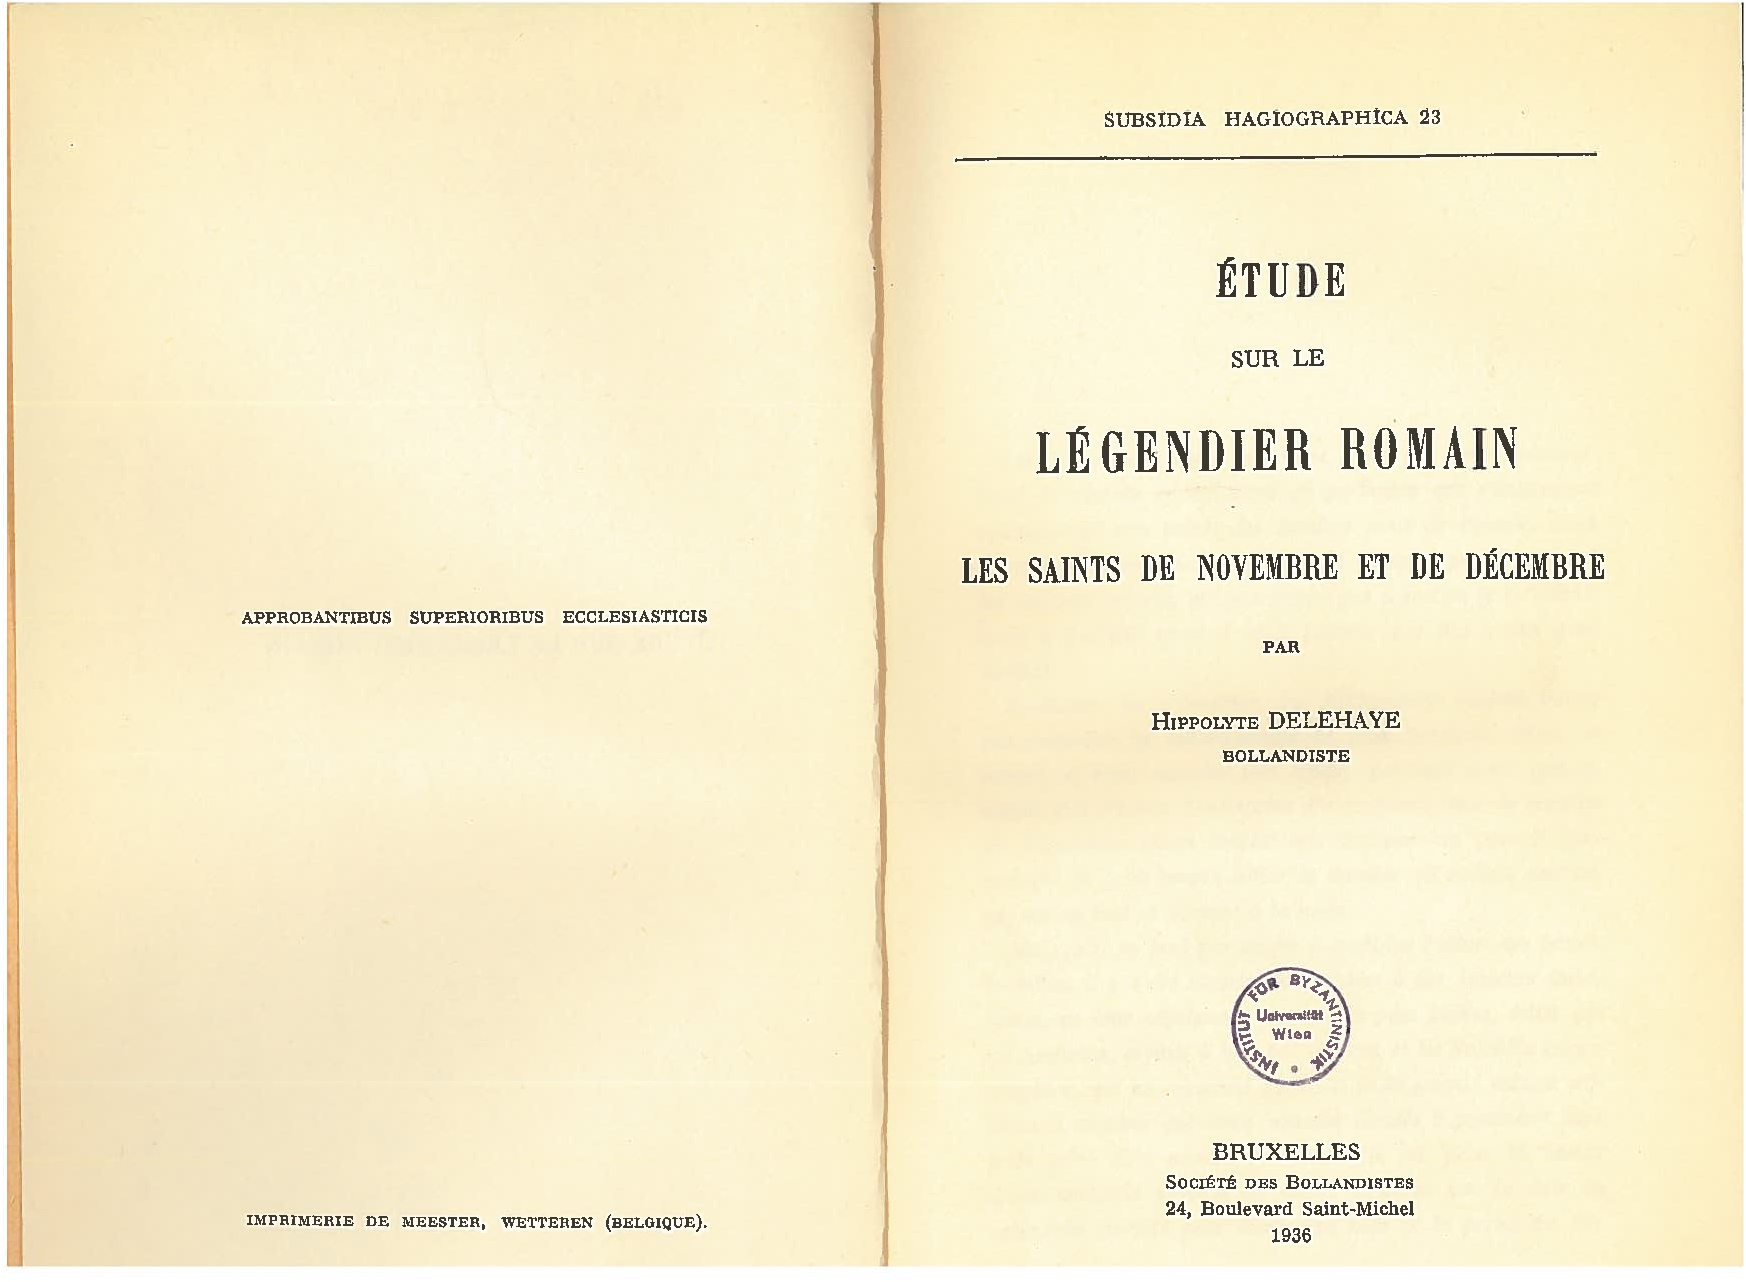 APPROBANTIBUS SUPERIORIBUS ECCLESIASTICIS
IMPRIMERIE DE MEESTER, WETTEREN (BELGIQUE).
SUBSIDIA HAGIOGRAPHICA 23
ÉTUDE
SUR LE
LÉGENDIER ROMAIN
LES SAINTS DE NOVEMBRE ET DE DÉCEMBRE
PAR
HIPPOLYTE DELEHAYE
BOLLANDISTE
INSTITUT FÜR BYZANTINISTIK
Universität
Wien
BRUXELLES
SOCIÉTÉ DES BOLLANDISTES
24, Boulevard Saint-Michel
1936